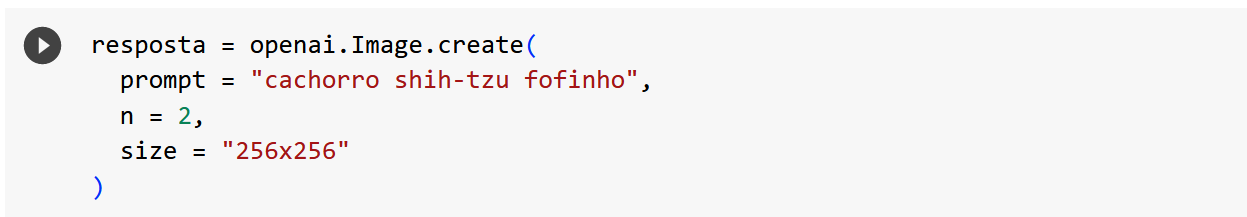 resposta = openai.Image.create(
  prompt = "cachorro shih-tzu fofinho",
  n = 2,
  size = "256x256"
)